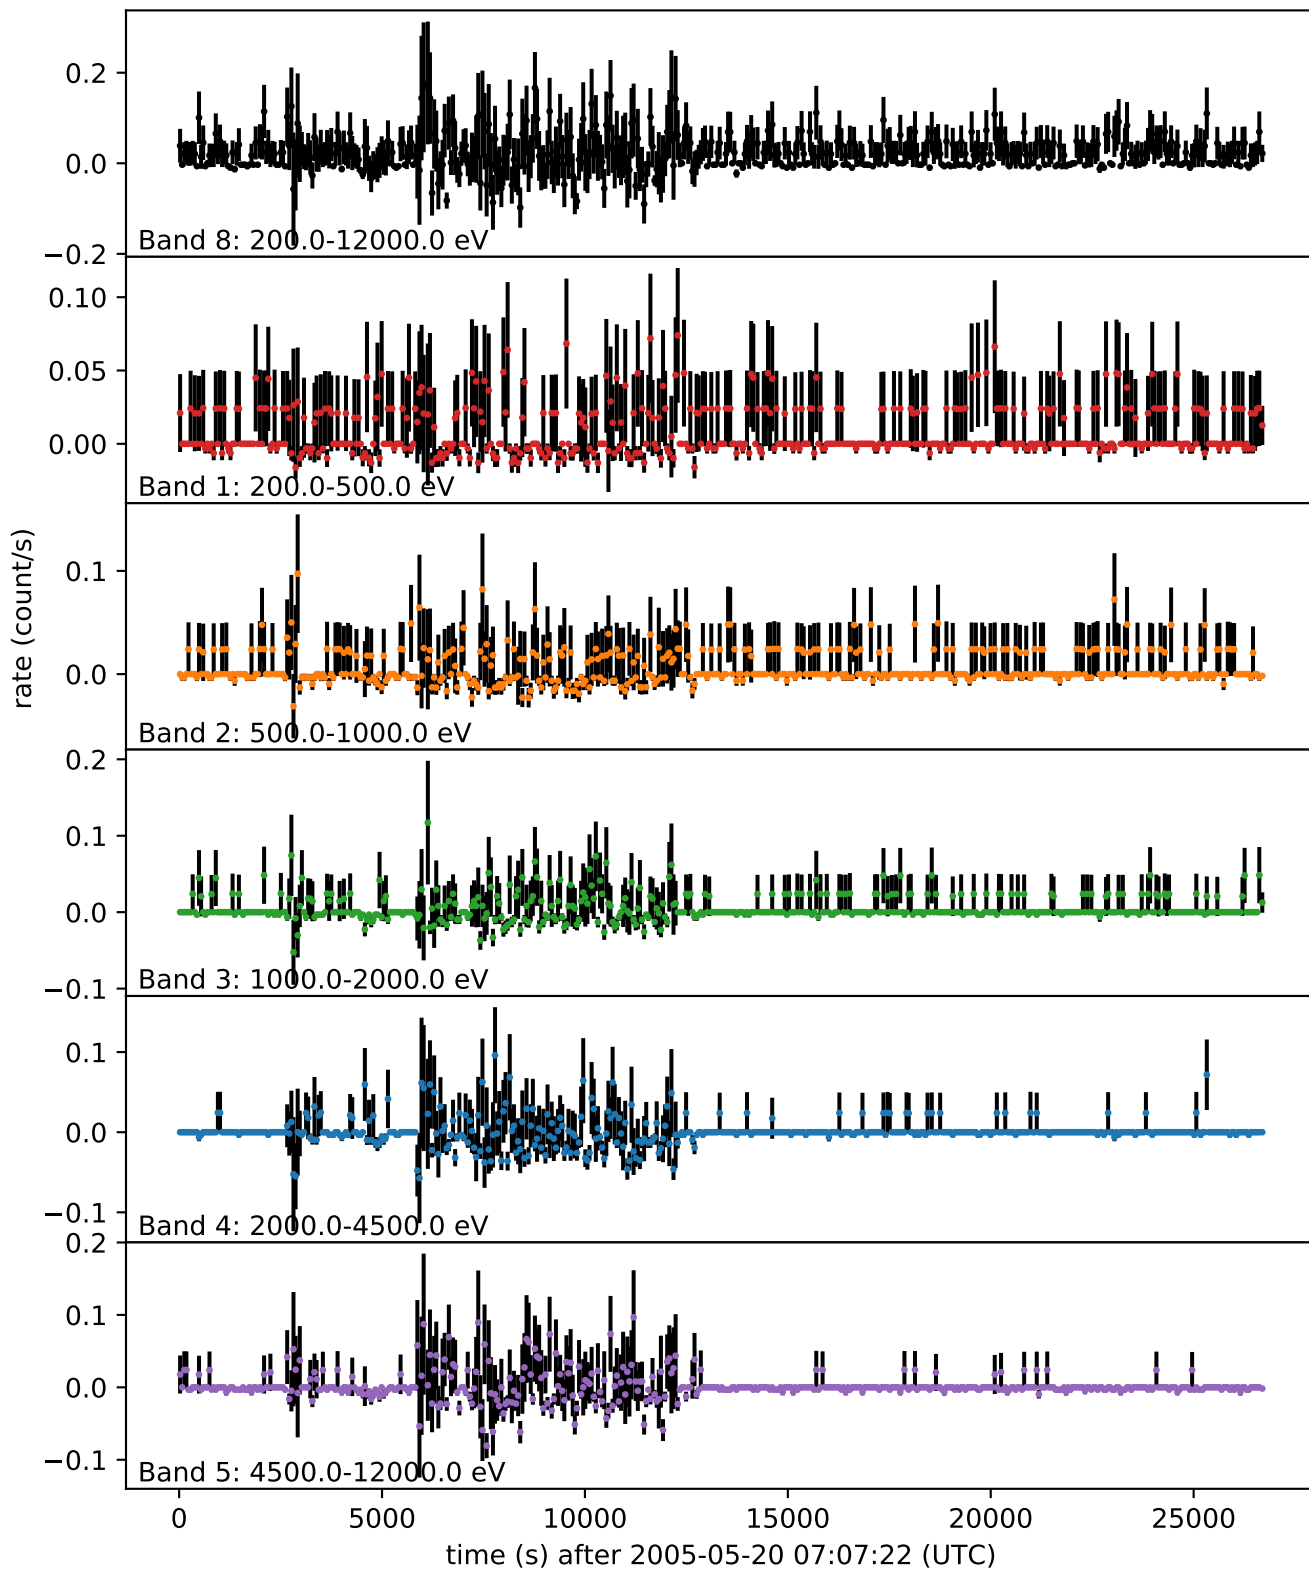 0.2
0.0
−0.2
Band 8: 200.0-12000.0 eV
0.10
0.05
0.00
Band 1: 200.0-500.0 eV
0.1
0.0
Band 2: 500.0-1000.0 eV
rate (count/s)
0.2
0.1
0.0
−0.1
Band 3: 1000.0-2000.0 eV
0.1
0.0
−0.1
Band 4: 2000.0-4500.0 eV
0.2
0.1
0.0
−0.1
Band 5: 4500.0-12000.0 eV
0 5000 10000 15000 20000 25000
time (s) after 2005-05-20 07:07:22 (UTC)